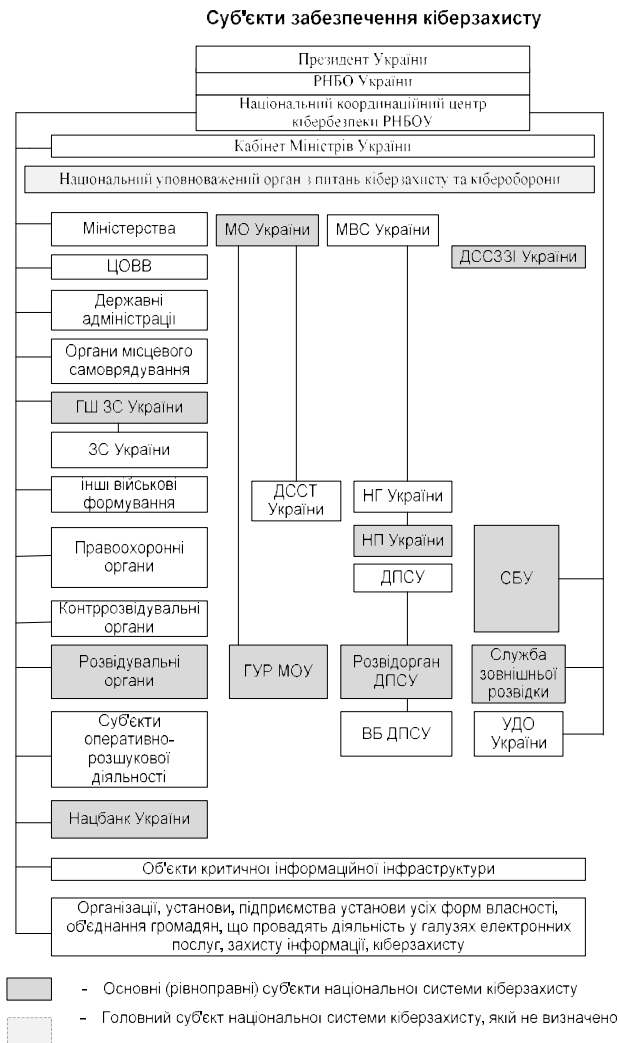 Суб'єкти забезпечення кіберзахисту
Президент України
РНБО України
Національний координаційний центр
кібербезпеки РНБОУ
Кабінет Міністрів України
Національний уповноважений орган з питань кіберзахисту та кібероборони
Міністерства
МО України
МВС України
ДССЗЗІ України
ЦОВВ
Державні
адміністрації
Органи місцевого
самоврядування
ГШ ЗС України
ЗС України
інші військові
формування
ДССТ
України
НГ України
НП України
Правоохоронні
органи
ДПСУ
СБУ
Контррозвідувальні
органи
Розвідувальні
органи
ГУР МОУ
Розвідорган
ДПСУ
Служба
зовнішньої
розвідки
Суб'єкти
оперативно-
розшукової
діяльності
ВБ ДПСУ
УДО
України
Нацбанк України
Об'єкти критичної інформаційної інфраструктури
Організації, установи, підприємства установи усіх форм власності,
об'єднання громадян, що провадять діяльність у галузях електронних
послуг, захисту інформації, кіберзахисту
- Основні (рівноправні) суб'єкти національної системи кіберзахисту
- Головний суб'єкт національної системи кіберзахисту, якій не визначено